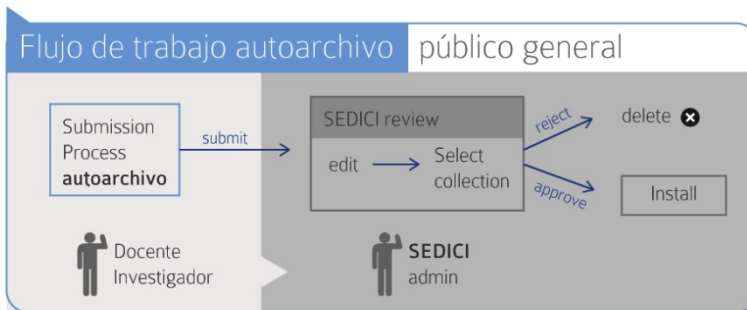 Flujo de trabajo autoarchivo público general
Submission
Process
autoarchivo
submit
SEDICI review
edit
Select
collection
reject
delete
approve
Install
Docente
Investigador
SEDICI
admin